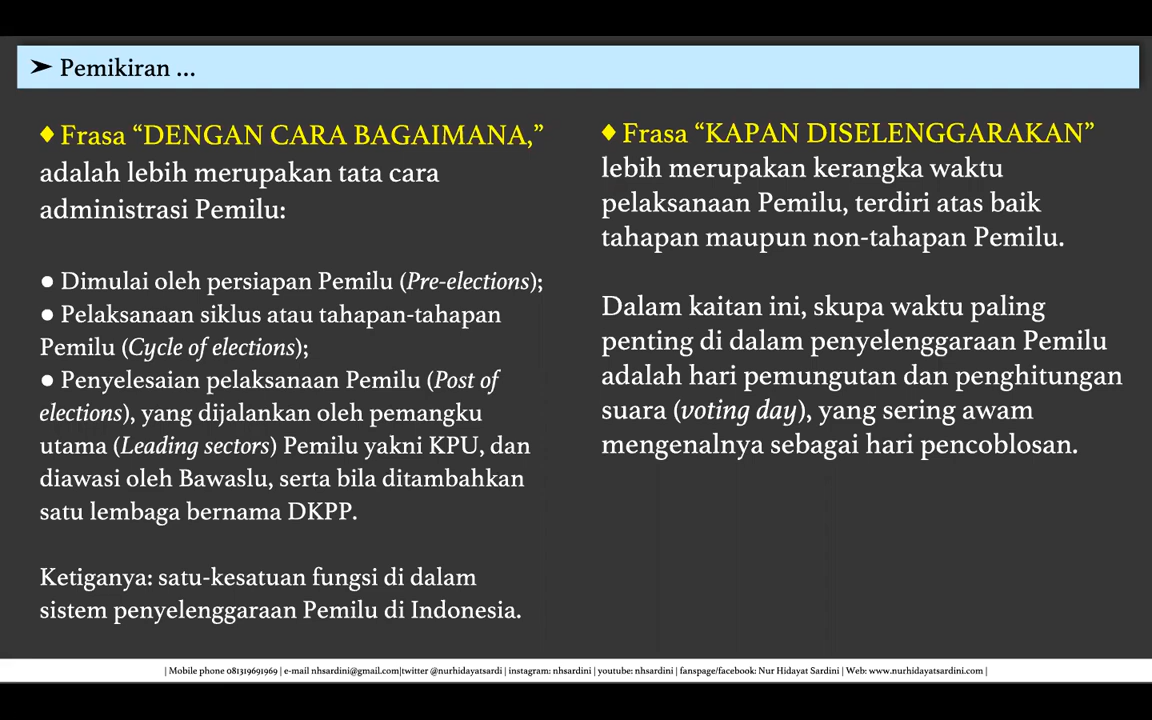 ➤ Pemikiran ...
♦ Frasa “DENGAN CARA BAGAIMANA,”
adalah lebih merupakan tata cara
administrasi Pemilu:
● Dimulai oleh persiapan Pemilu (Pre-elections);
● Pelaksanaan siklus atau tahapan-tahapan
Pemilu (Cycle of elections);
● Penyelesaian pelaksanaan Pemilu (Post of
elections), yang dijalankan oleh pemangku
utama (Leading sectors) Pemilu yakni KPU, dan
diawasi oleh Bawaslu, serta bila ditambahkan
satu lembaga bernama DKPP.
Ketiganya: satu-kesatuan fungsi di dalam
sistem penyelenggaraan Pemilu di Indonesia.
♦ Frasa “KAPAN DISELENGGARAKAN”
lebih merupakan kerangka waktu
pelaksanaan Pemilu, terdiri atas baik
tahapan maupun non-tahapan Pemilu.
Dalam kaitan ini, skupa waktu paling
penting di dalam penyelenggaraan Pemilu
adalah hari pemungutan dan penghitungan
suara (voting day), yang sering awam
mengenalnya sebagai hari pencoblosan.
| Mobile phone 081319691969 | e-mail nhsardini@gmail.com|twitter @nurhidayatsardi | instagram: nhsardini | youtube: nhsardini | fanspage/facebook: Nur Hidayat Sardini | Web: www.nurhidayatsardini.com |